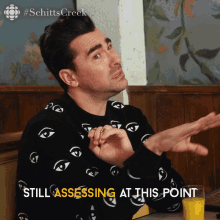 #SchittsCreek
STILL ASSESSING AT THIS POINT